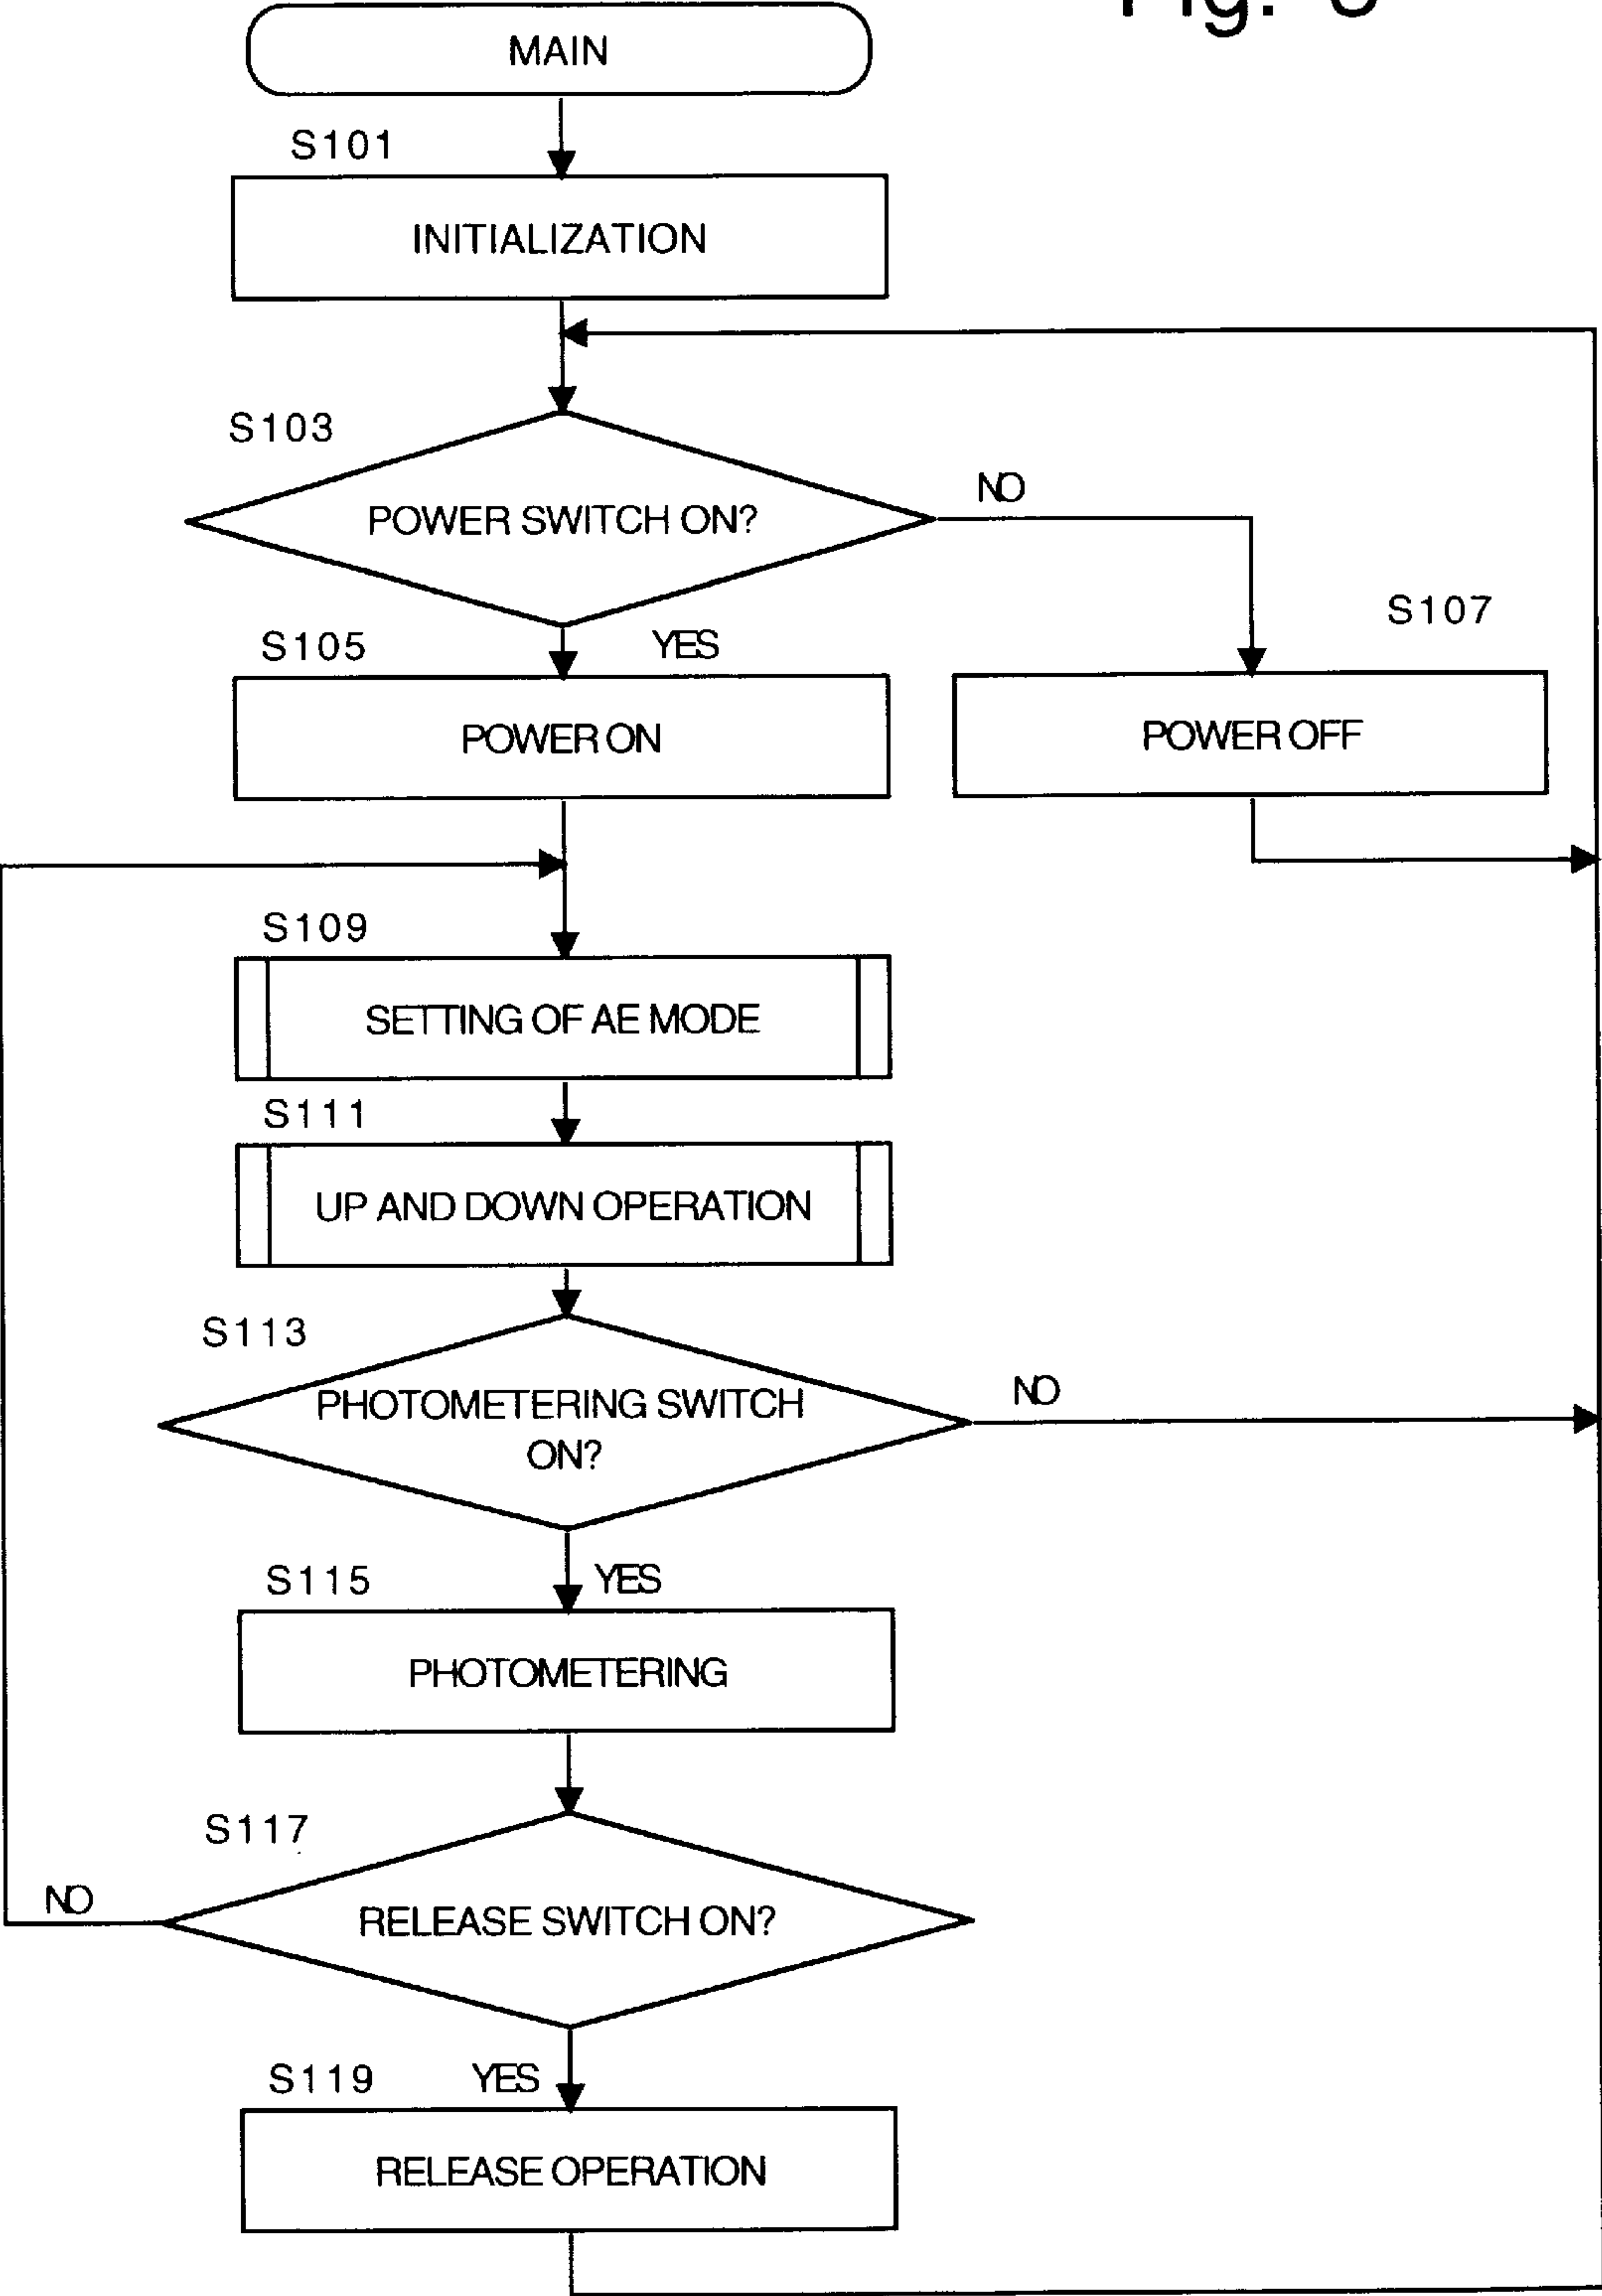 Fig.
MAIN
S101
INITIALIZATION
S103
POWER SWITCH ON?
NO
S107
S105
YES
POWER ON
POWER OFF
S109
SETTING OF AE MODE
S111
UP AND DOWN OPERATION
S113
PHOTOMETERING SWITCH
ON?
NO
S115
YES
PHOTOMETERING
S117
NO
RELEASE SWITCH ON?
S119
YES
RELEASE OPERATION